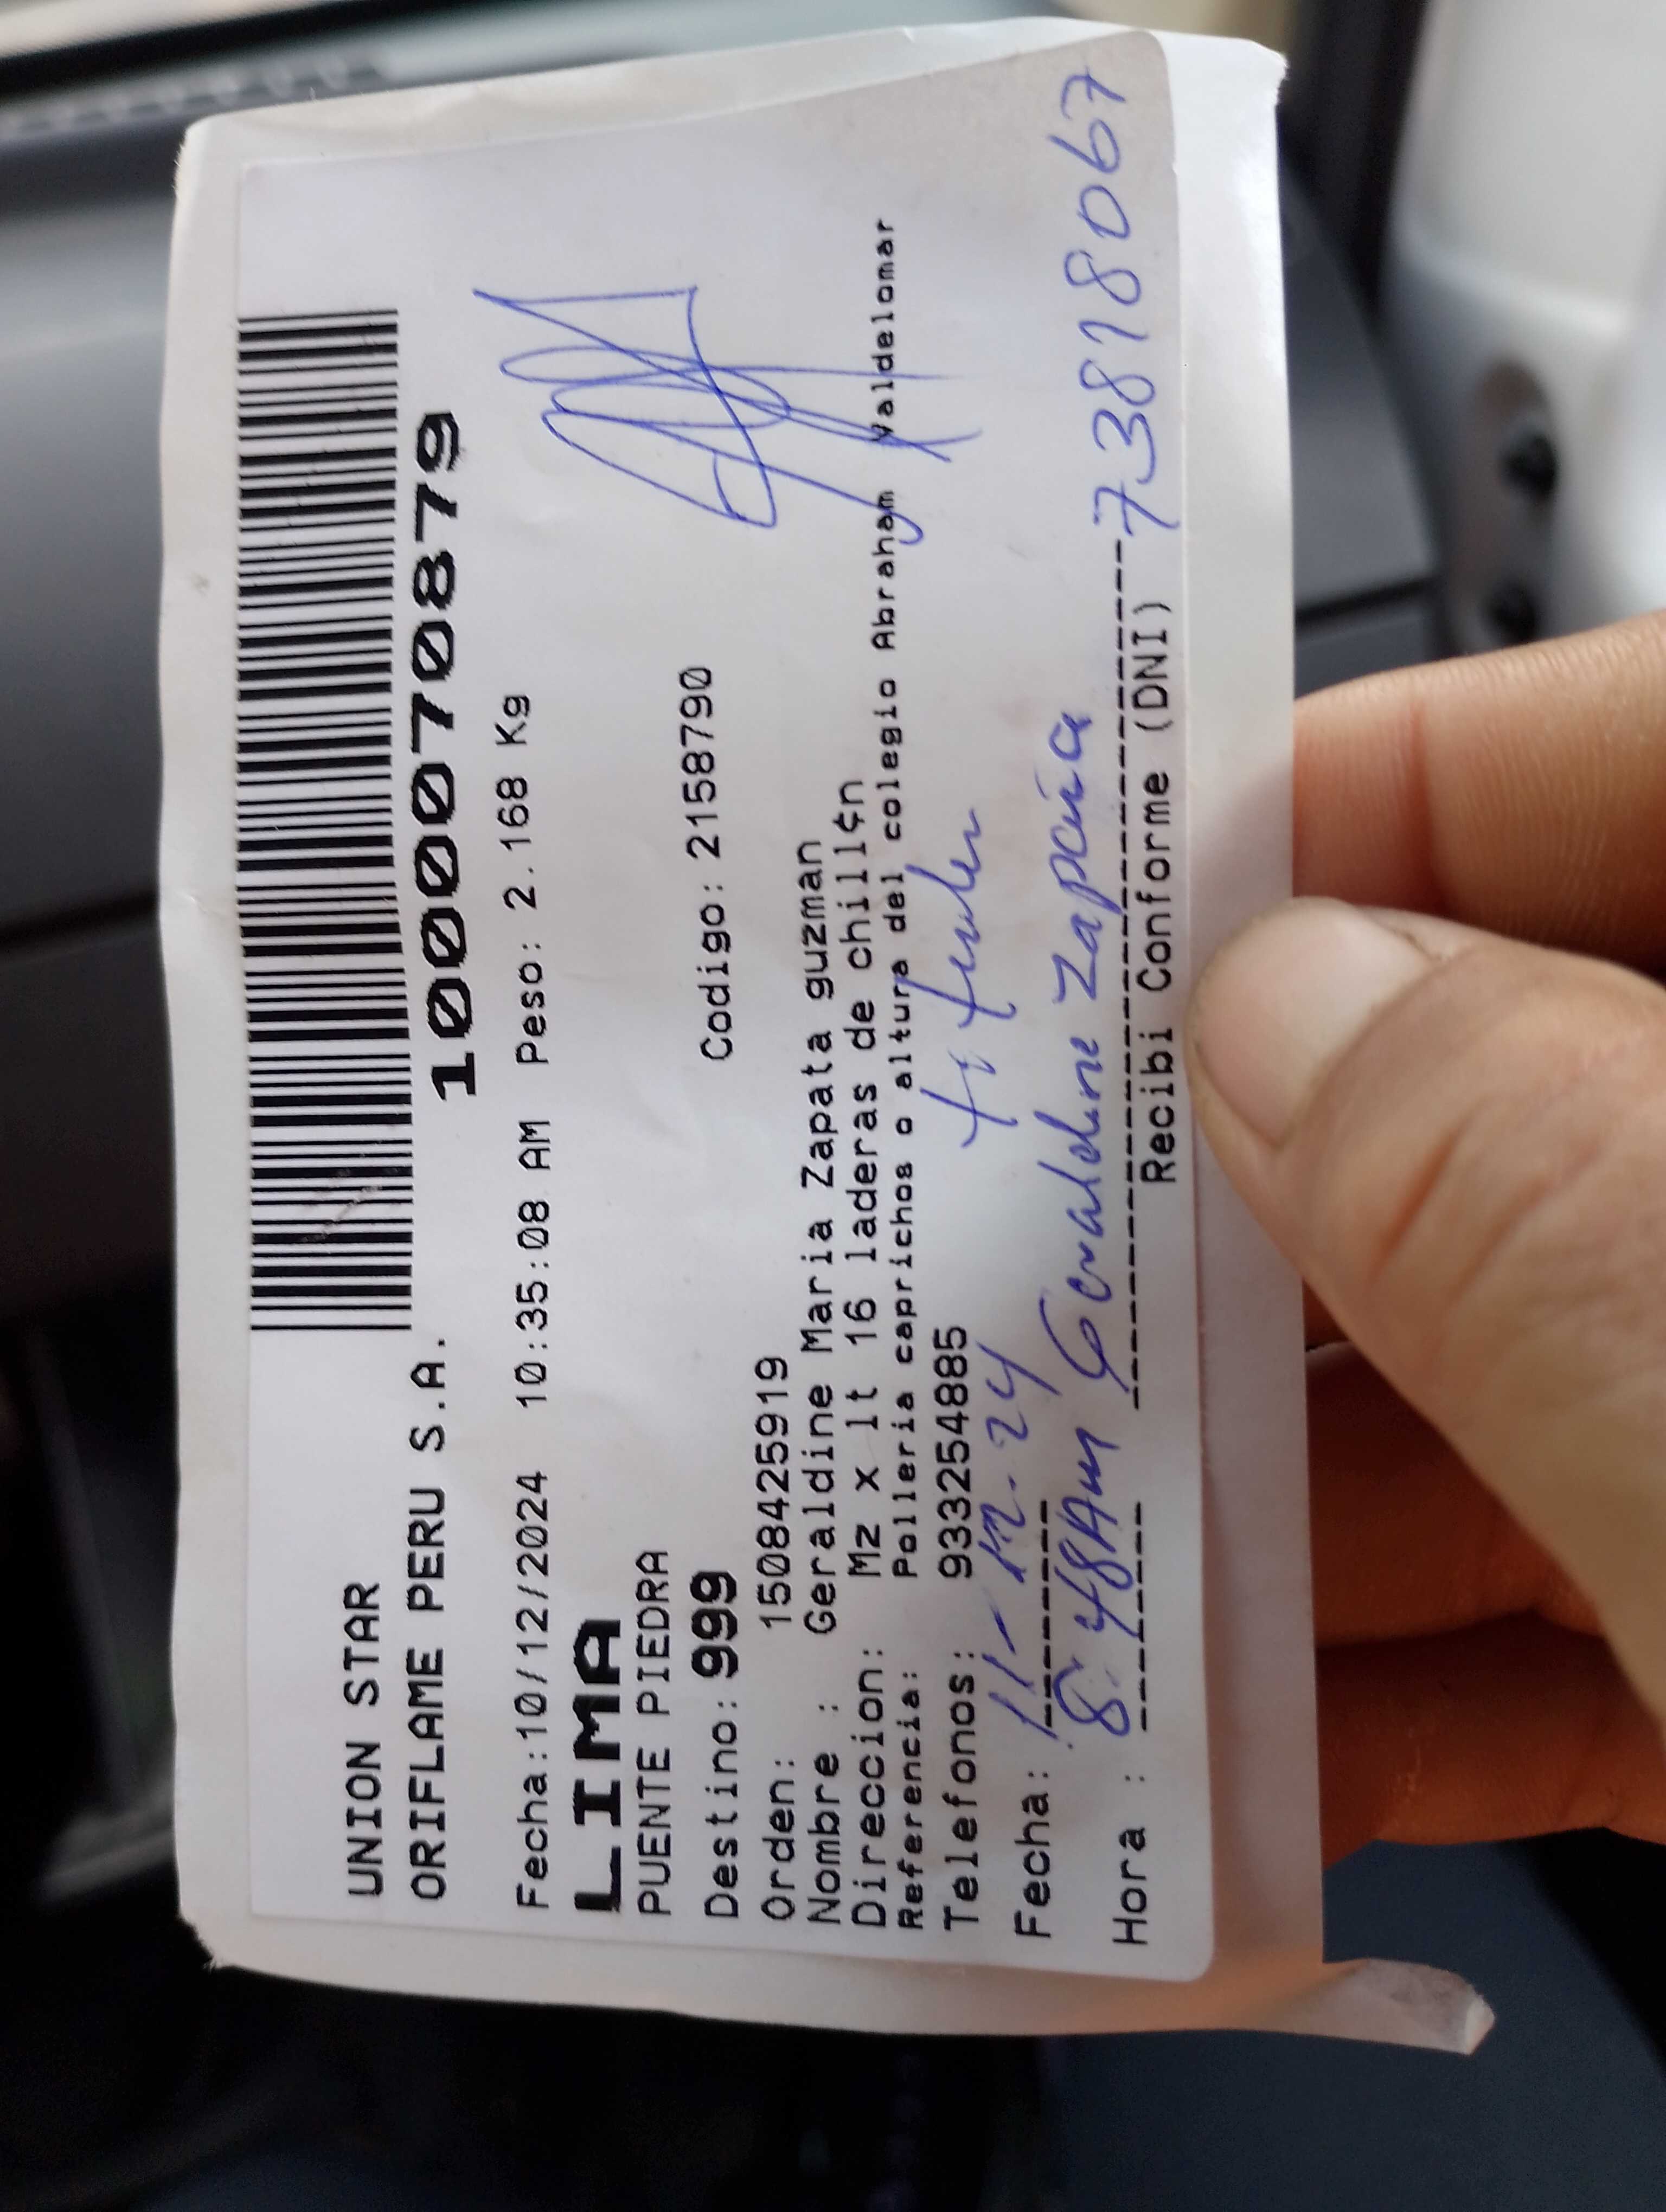 UNION STAR
ORIFLAME PERU S.A.
10000070879
Fecha:10/12/2024 10:35:08 AM Peso: 2.168 Kg
LIMA
PUENTE PIEDRA
Destino: 999 Codigo: 2158790
Orden: 1508425919
Nombre : Geraldine Maria Zapata guzman
Direccion: Mz x lt 16 laderas de chill¢n
Referencia: Polleria caprichos o altura del colegio Abraham Valdelomar
Telefonos: 933254885
Fecha: 11-12-24
Hora : 8:48Am Geraldine Zapata 73818067
Recibi Conforme (DNI)